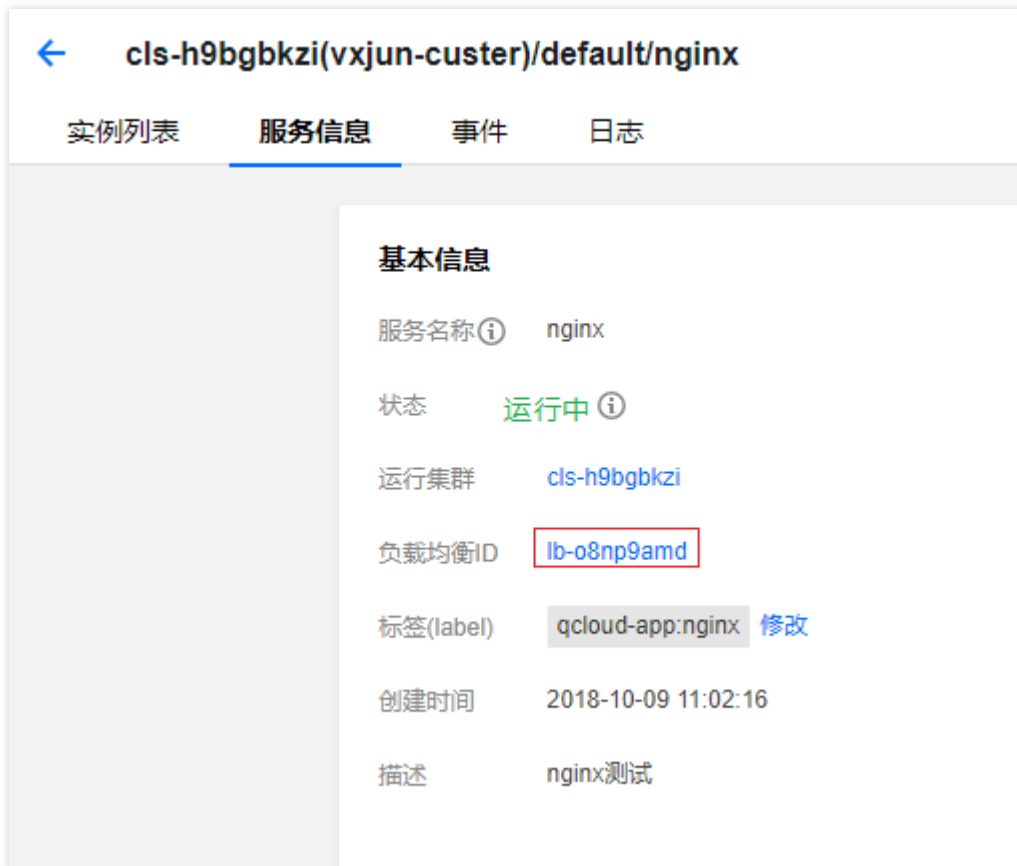 cls-h9bgbkzi(vxjun-custer)/default/nginx
实例列表 服务信息 事件 日志
基本信息
服务名称 nginx
状态 运行中
运行集群 cls-h9bgbkzi
负载均衡ID lb-o8np9amd
标签(label) qcloud-app:nginx 修改
创建时间 2018-10-09 11:02:16
描述 nginx测试